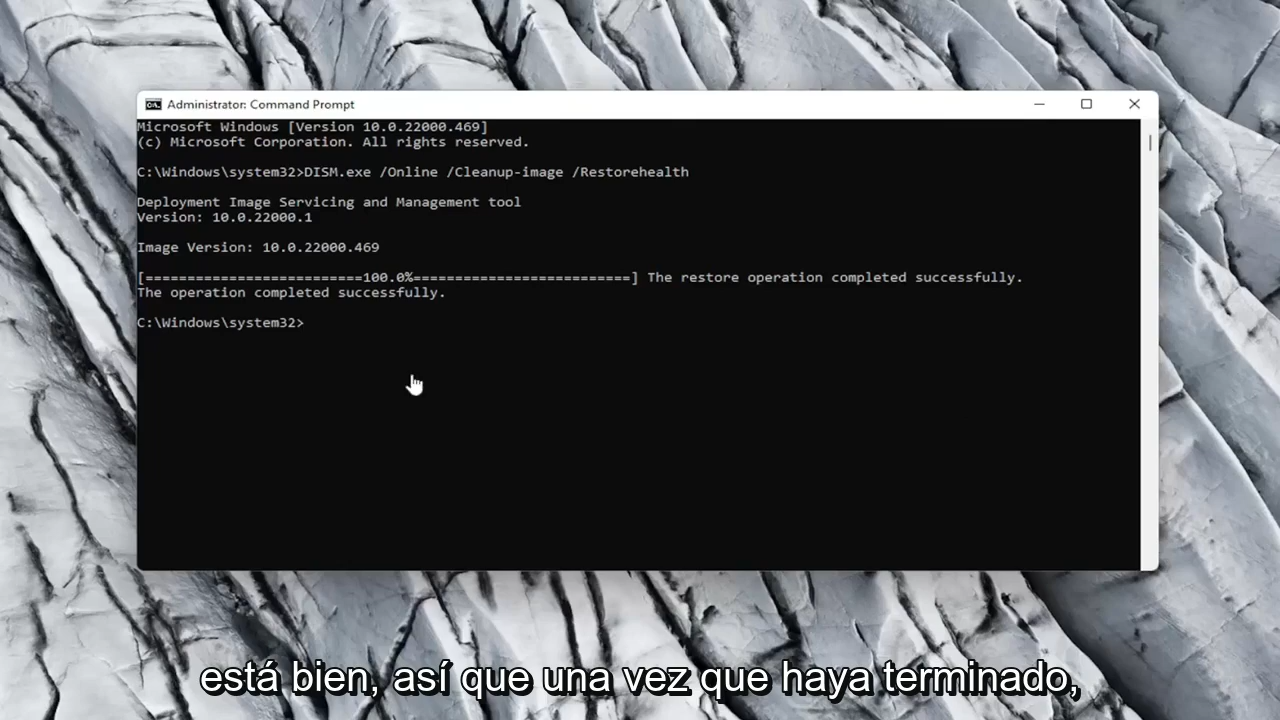 Administrator: Command Prompt
Microsoft Windows [Version 10.0.22000.469]
(c) Microsoft Corporation. All rights reserved.
C:\Windows\system32>DISM.exe /Online /Cleanup-image /Restorehealth
Deployment Image Servicing and Management tool
Version: 10.0.22000.1
Image Version: 10.0.22000.469
[==========================100.0%==========================] The restore operation completed successfully.
The operation completed successfully.
C:\Windows\system32>
está bien, así que una vez que haya terminado,